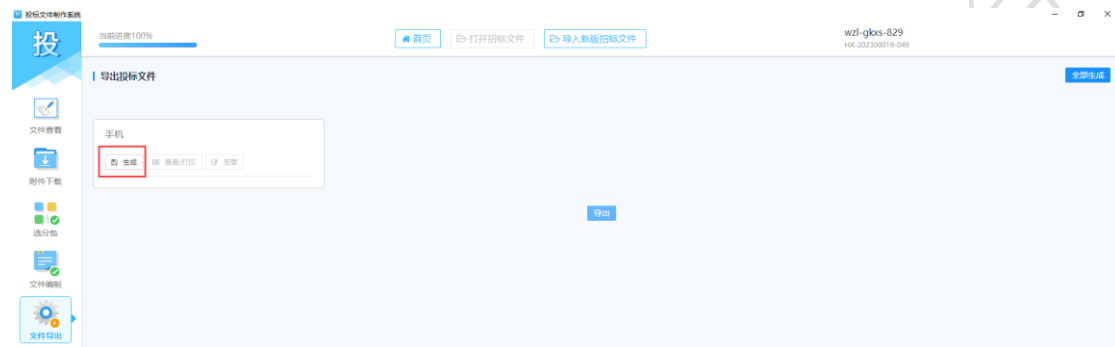 投标文件制作系统
投
当前进度100%
首页
打开招标文件
导入新版招标文件
wzl-gkxs-829
HX-202300019-049
导出投标文件
全部生成
文件查看
手机
生成
查看/打印
签章
附件下载
导出
选分包
文件编制
文件导出